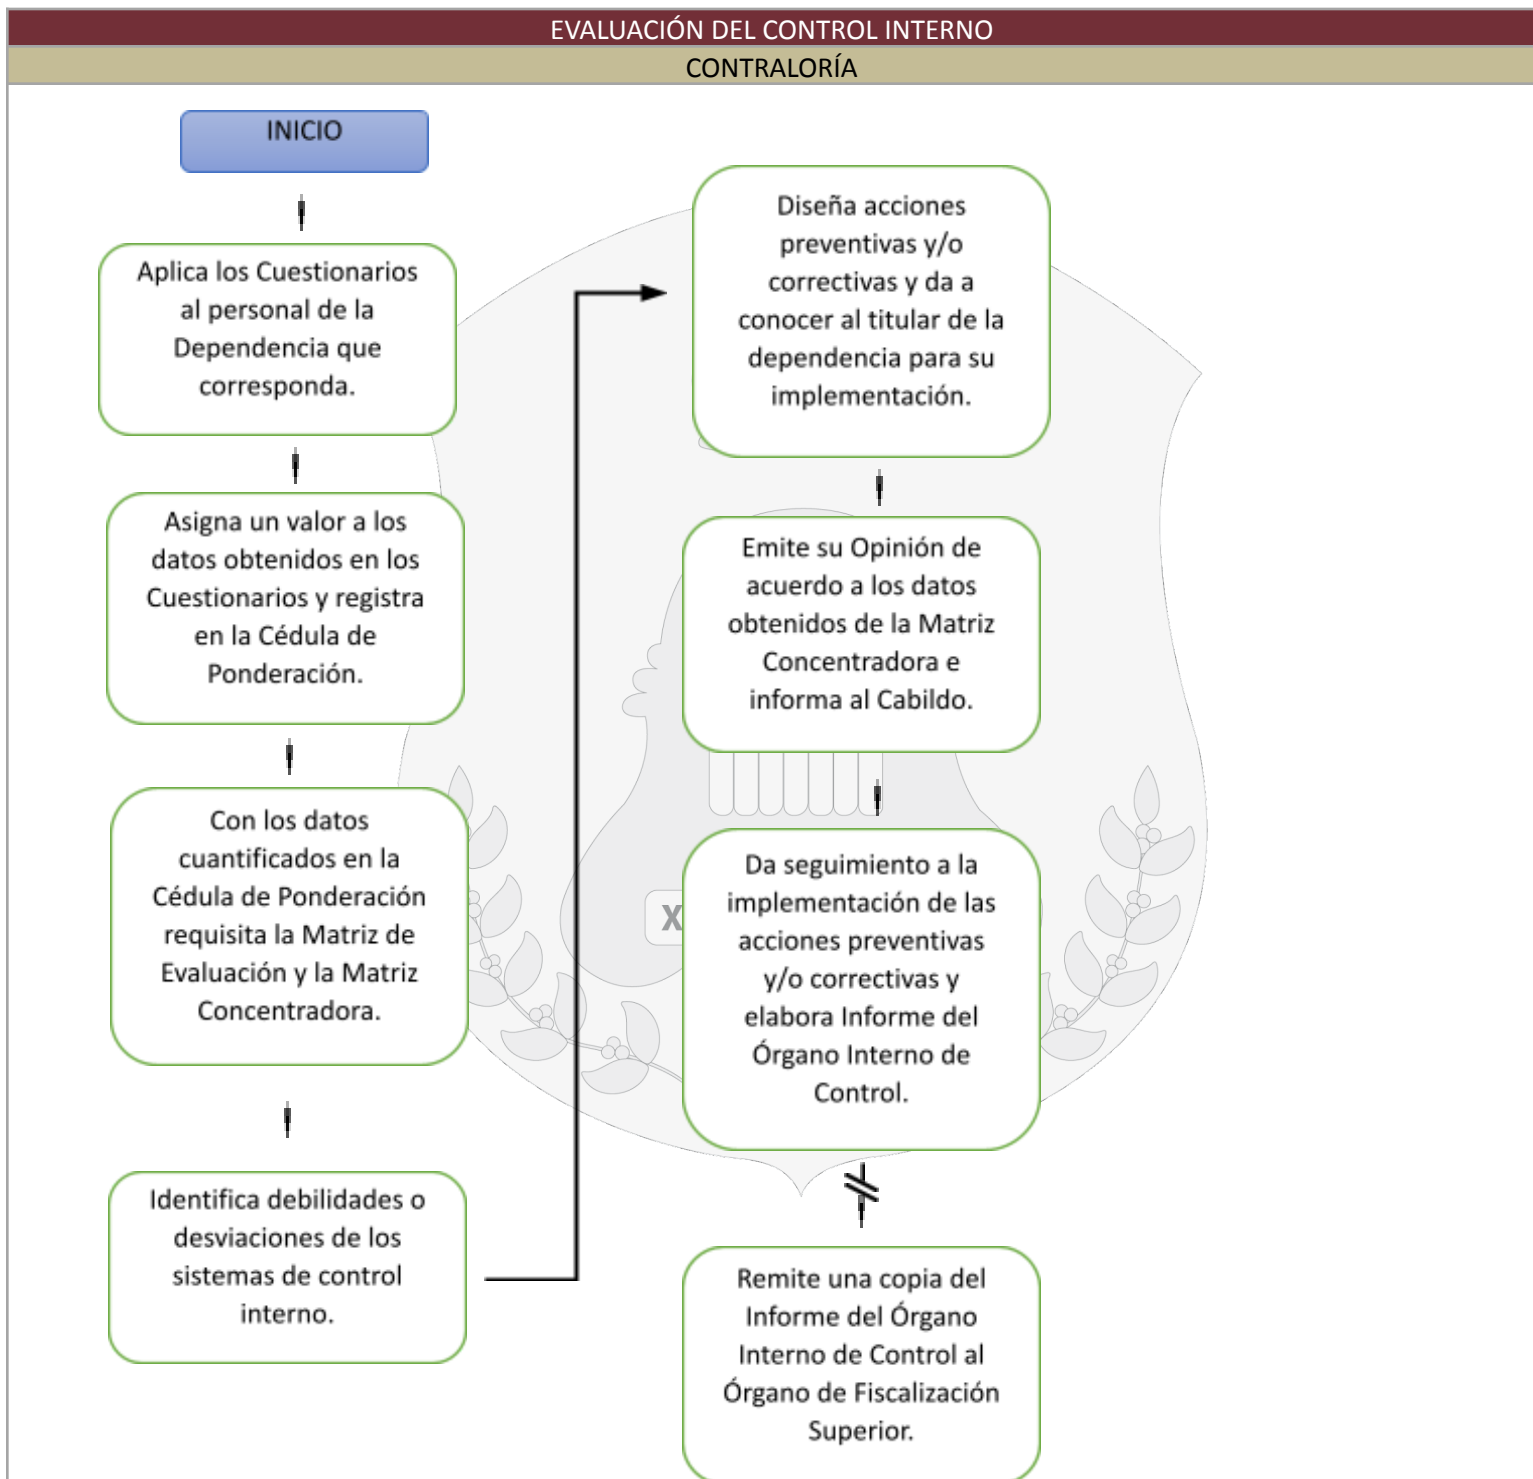 EVALUACIÓN DEL CONTROL INTERNO
CONTRALORÍA
INICIO
Aplica los Cuestionarios
al personal de la
Dependencia que
corresponda.
Asigna un valor a los
datos obtenidos en los
Cuestionarios y registra
en la Cédula de
Ponderación.
Con los datos
cuantificados en la
Cédula de Ponderación
requisita la Matriz de
Evaluación y la Matriz
Concentradora.
Identifica debilidades o
desviaciones de los
sistemas de control
interno.
Diseña acciones
preventivas y/o
correctivas y da a
conocer al titular de la
dependencia para su
implementación.
Emite su Opinión de
acuerdo a los datos
obtenidos de la Matriz
Concentradora e
informa al Cabildo.
X
Da seguimiento a la
implementación de las
acciones preventivas
y/o correctivas y
elabora Informe del
Órgano Interno de
Control.
Remite una copia del
Informe del Órgano
Interno de Control al
Órgano de Fiscalización
Superior.